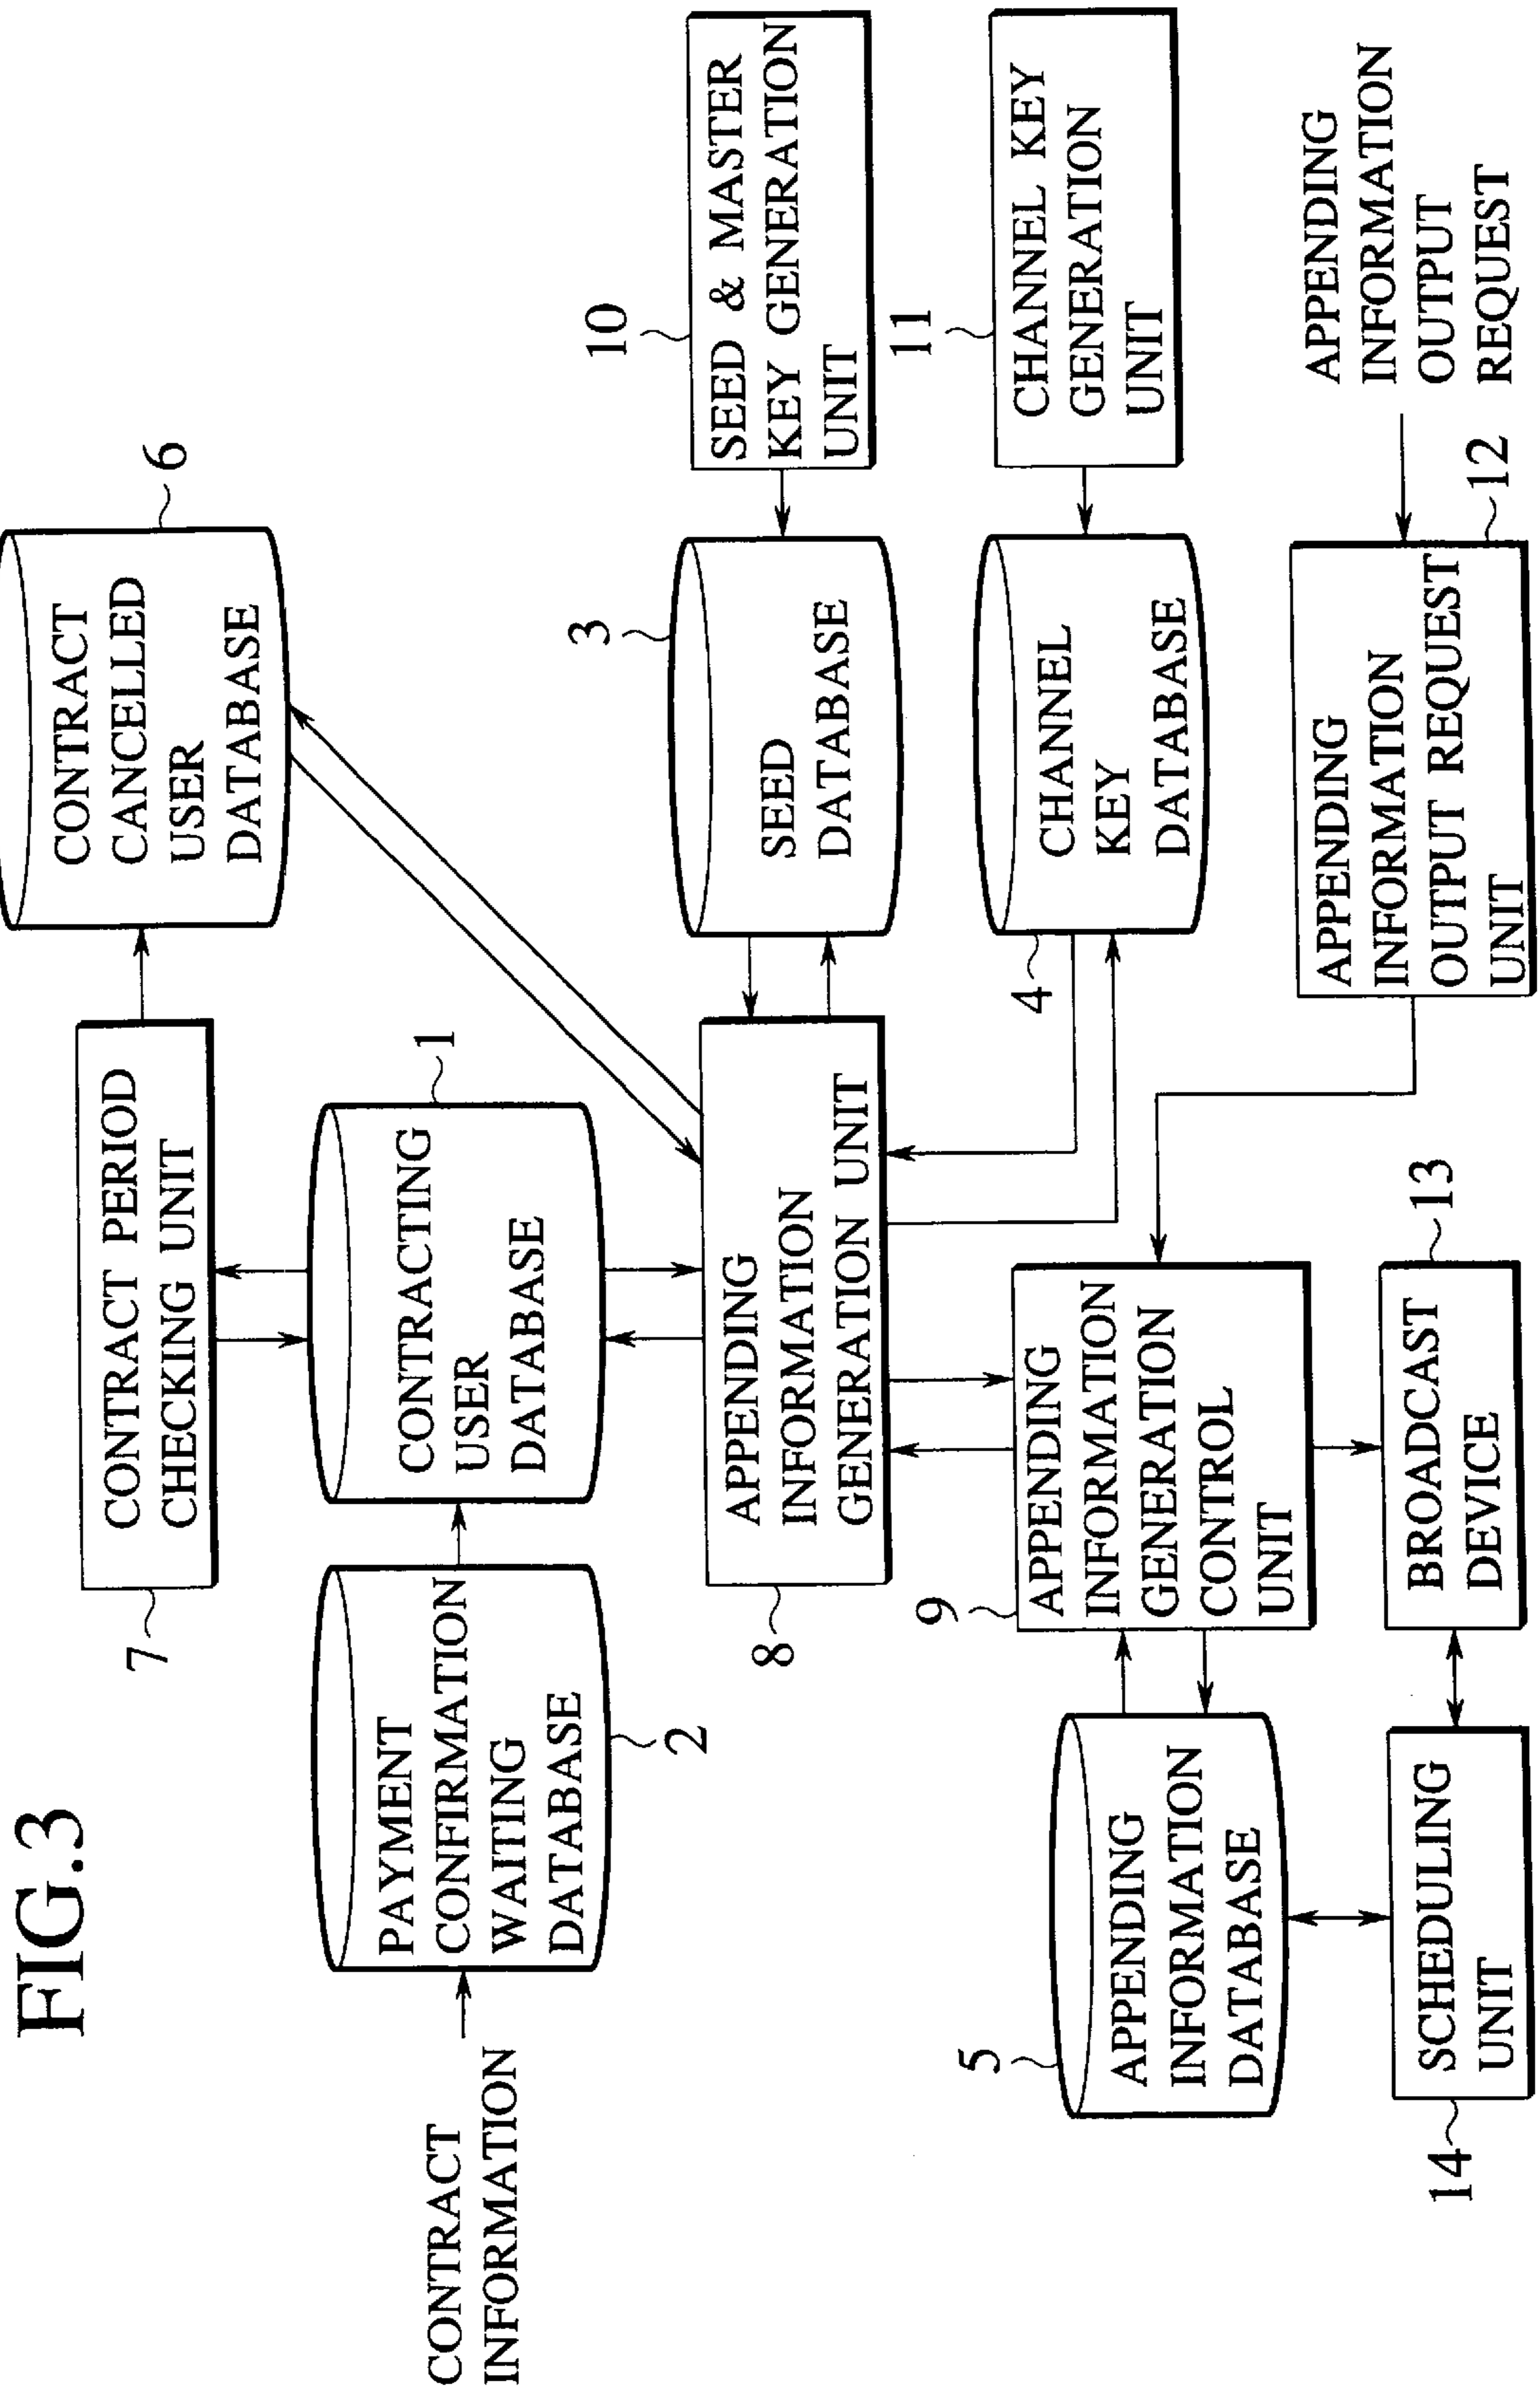 FIG.3
CONTRACT PERIOD
CHECKING UNIT
7
CONTRACT
CANCELLED
USER
DATABASE
6
CONTRACT
INFORMATION
PAYMENT
CONFIRMATION
WAITING
DATABASE
2
CONTRACTING
USER
DATABASE
1
APPENDING
INFORMATION
GENERATION UNIT
8
SEED
DATABASE
3
SEED & MASTER
KEY GENERATION
UNIT
10
CHANNEL
KEY
DATABASE
4
CHANNEL KEY
GENERATION
UNIT
11
APPENDING
INFORMATION
DATABASE
5
APPENDING
INFORMATION
GENERATION
CONTROL
UNIT
9
APPENDING
INFORMATION
OUTPUT REQUEST
UNIT
12
APPENDING
INFORMATION
OUTPUT
REQUEST
SCHEDULING
UNIT
14
BROADCAST
DEVICE
13